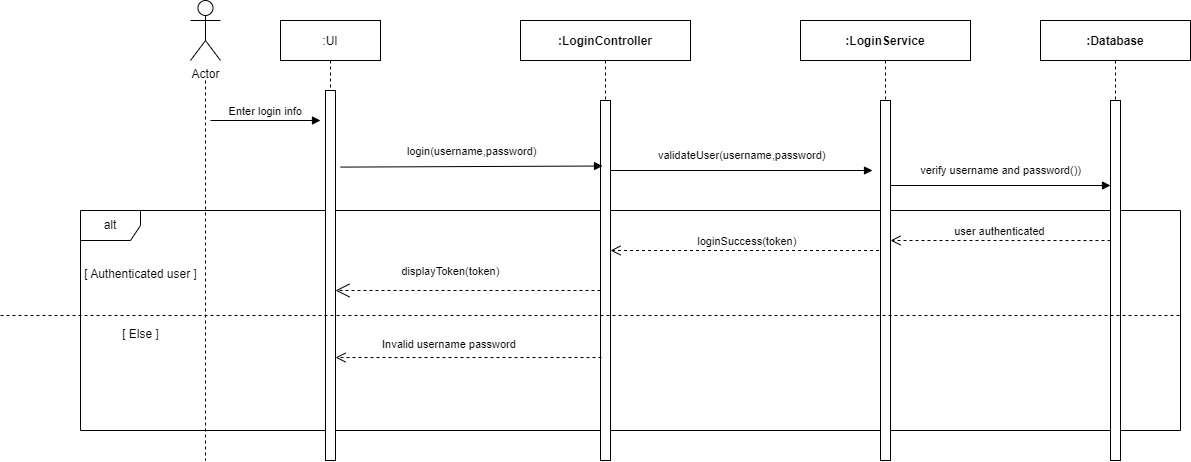 :UI
:LoginController
:LoginService
:Database
Actor
Enter login info
login(username,password)
validateUser(username,password)
verify username and password())
alt
user authenticated
loginSuccess(token)
[ Authenticated user ]
displayToken(token)
[ Else ]
Invalid username password